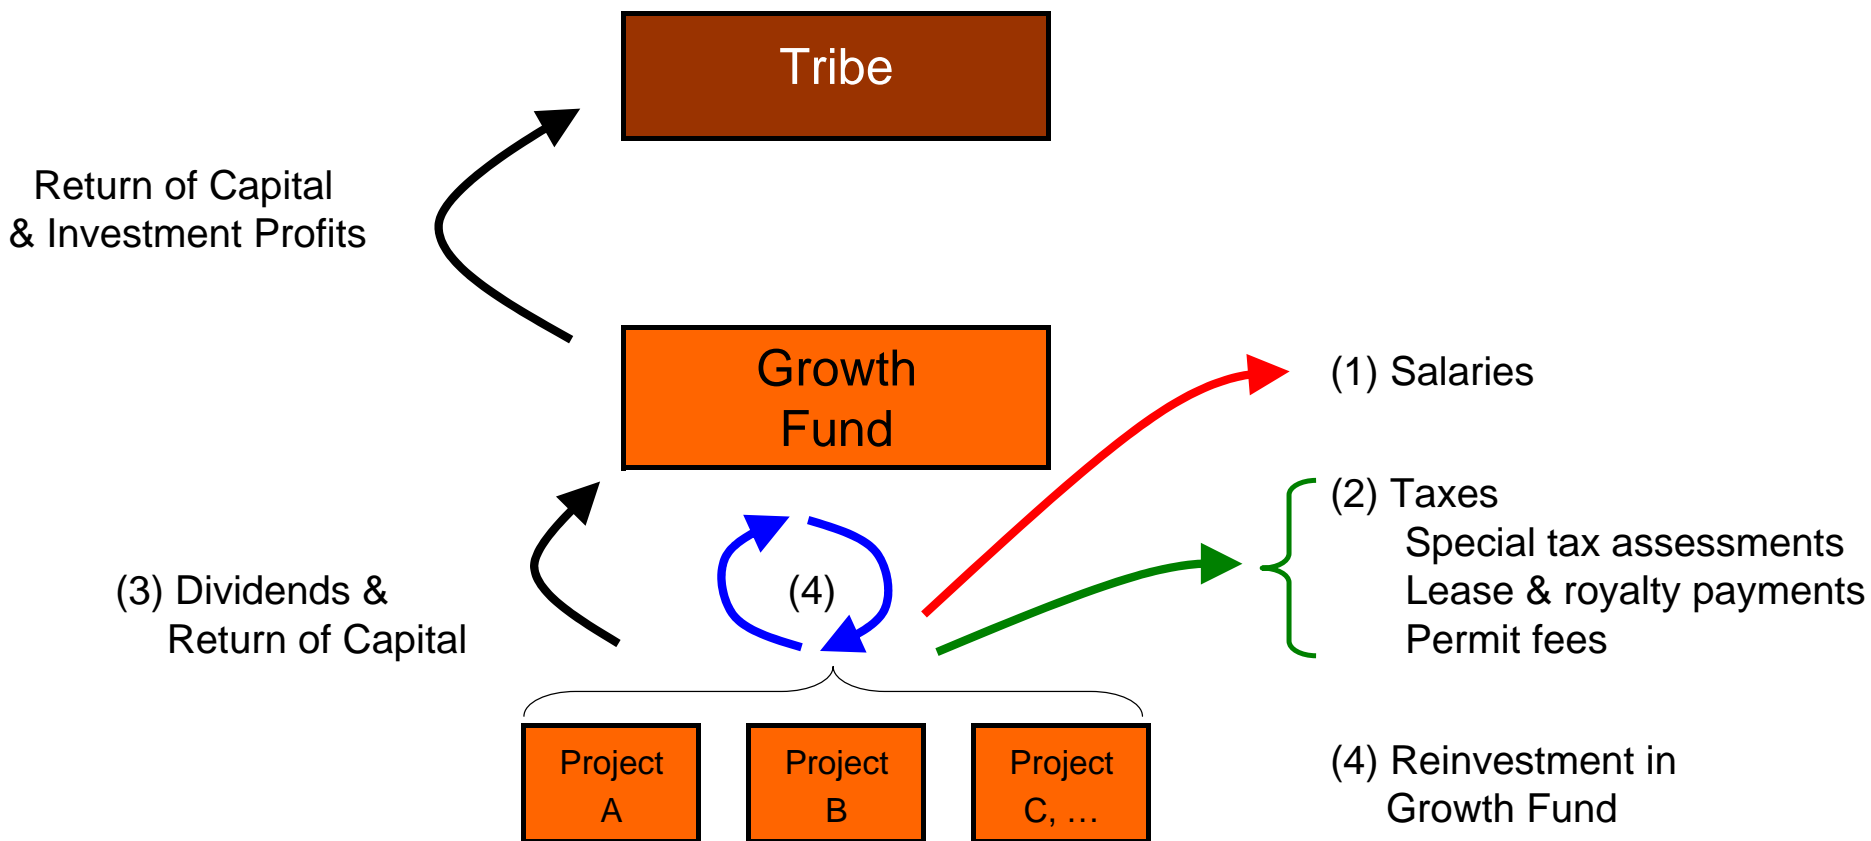 Tribe
Return of Capital
& Investment Profits
Growth
Fund
(1) Salaries
(2) Taxes
Special tax assessments
Lease & royalty payments
Permit fees
(3) Dividends &
Return of Capital
(4)
Project
A
Project
B
Project
C, …
(4) Reinvestment in
Growth Fund